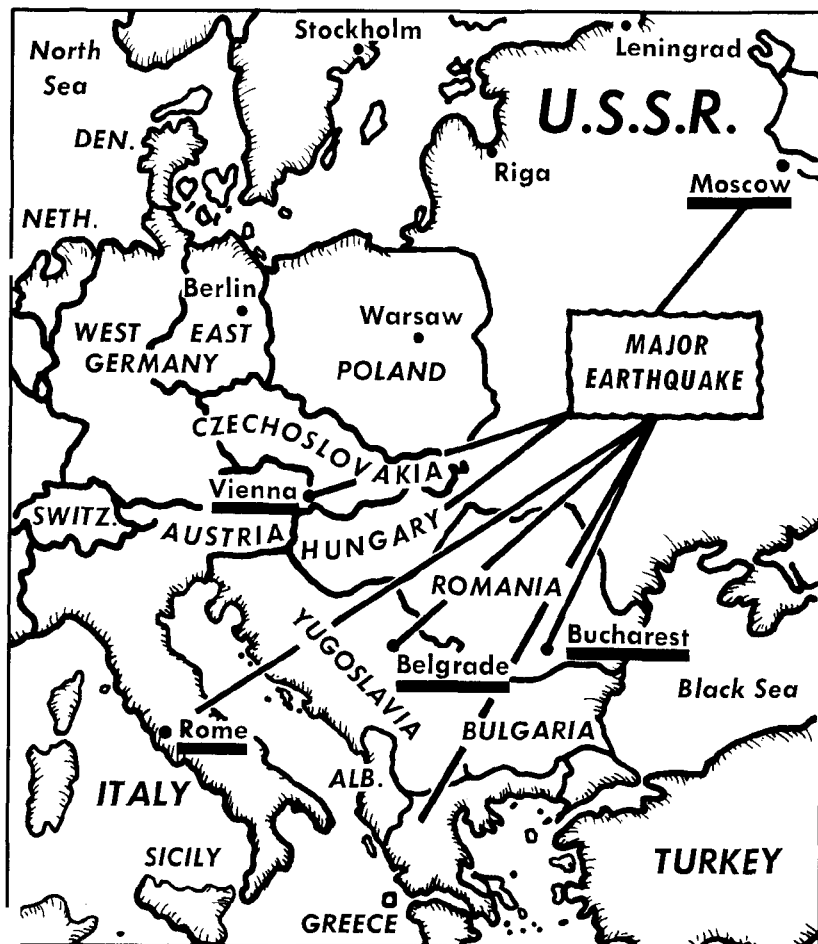 North
Sea
Stockholm
Leningrad
U.S.S.R.
DEN.
Riga
Moscow
NETH.
Berlin
WEST
GERMANY
EAST
Warsaw
POLAND
MAJOR
EARTHQUAKE
CZECHOSLOVAKIA
Vienna
SWITZ.
AUSTRIA
HUNGARY
ROMANIA
YUGOSLAVIA
Bucharest
Belgrade
Black Sea
Rome
BULGARIA
ITALY
ALB.
SICILY
TURKEY
GREECE